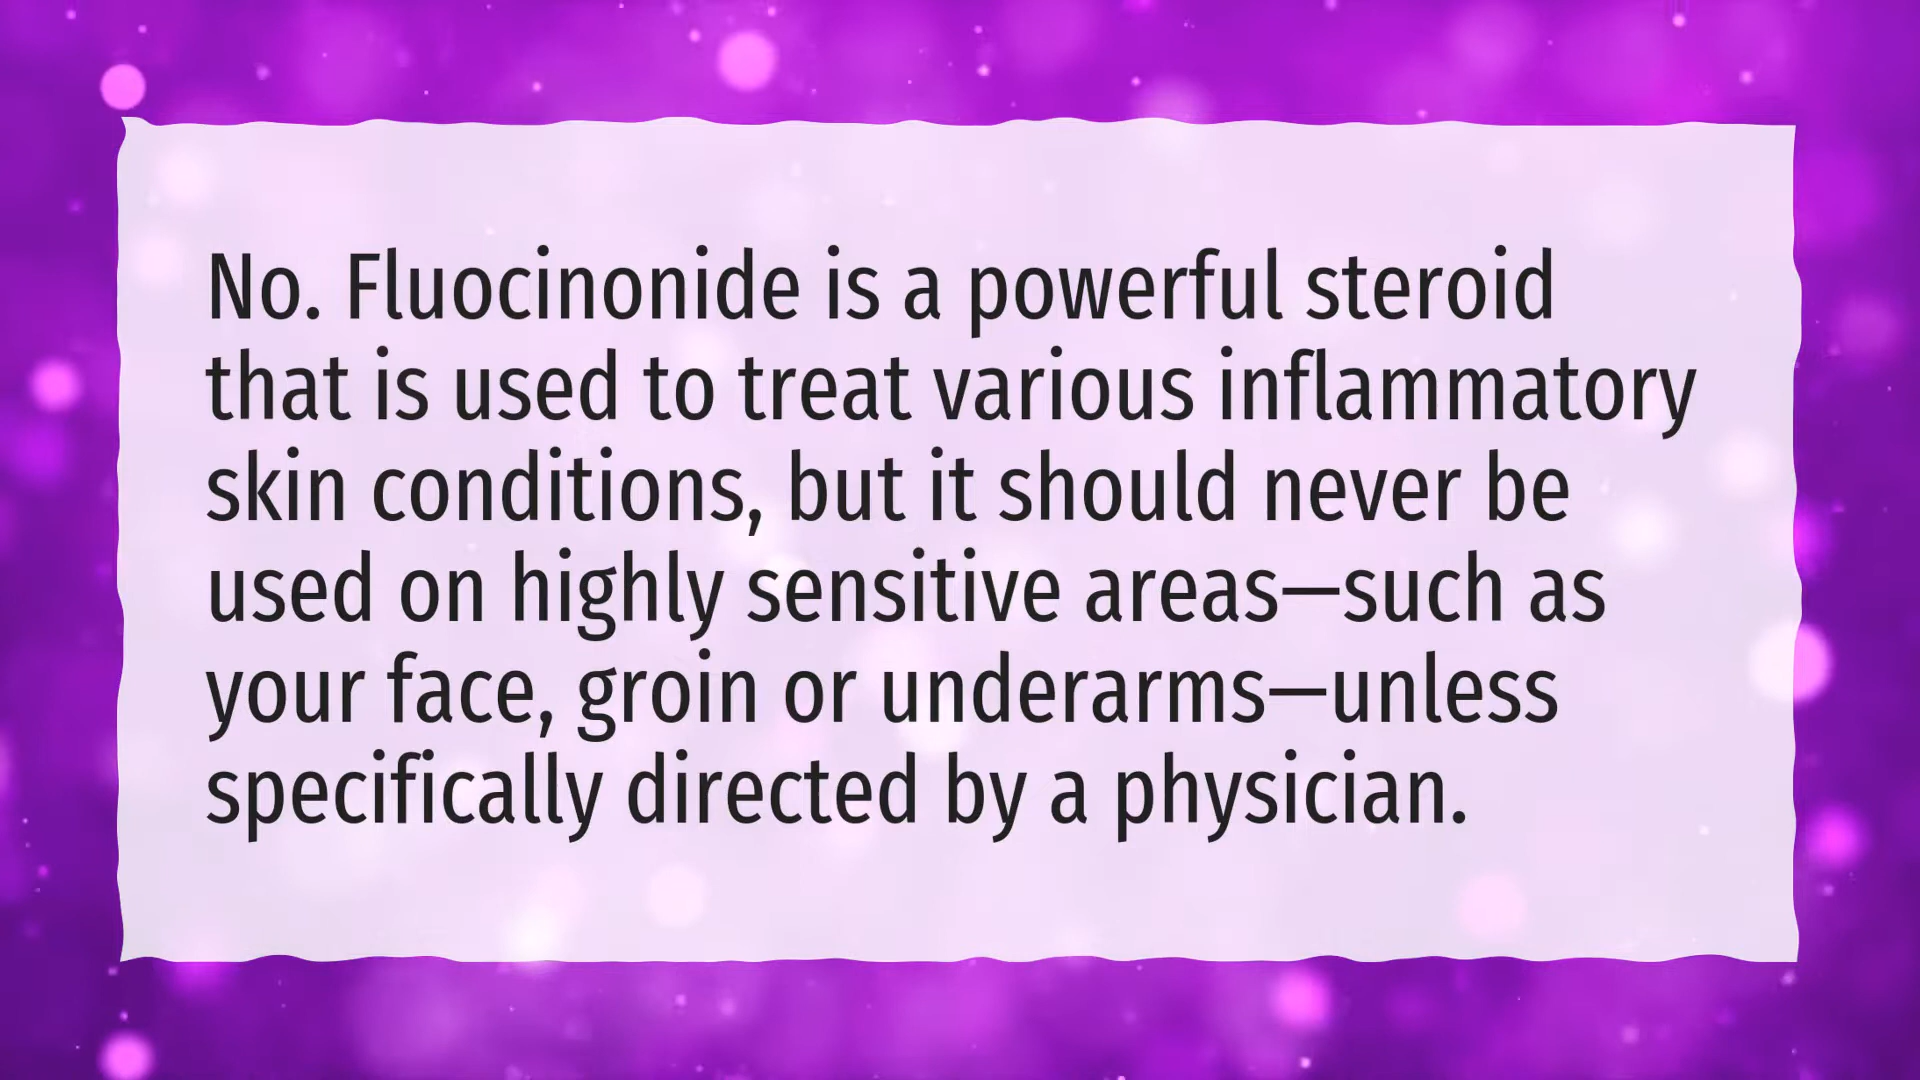 No. Fluocinonide is a powerful steroid
that is used to treat various inflammatory
skin conditions, but it should never be
used on highly sensitive areas—such as
your face, groin or underarms—unless
specifically directed by a physician.